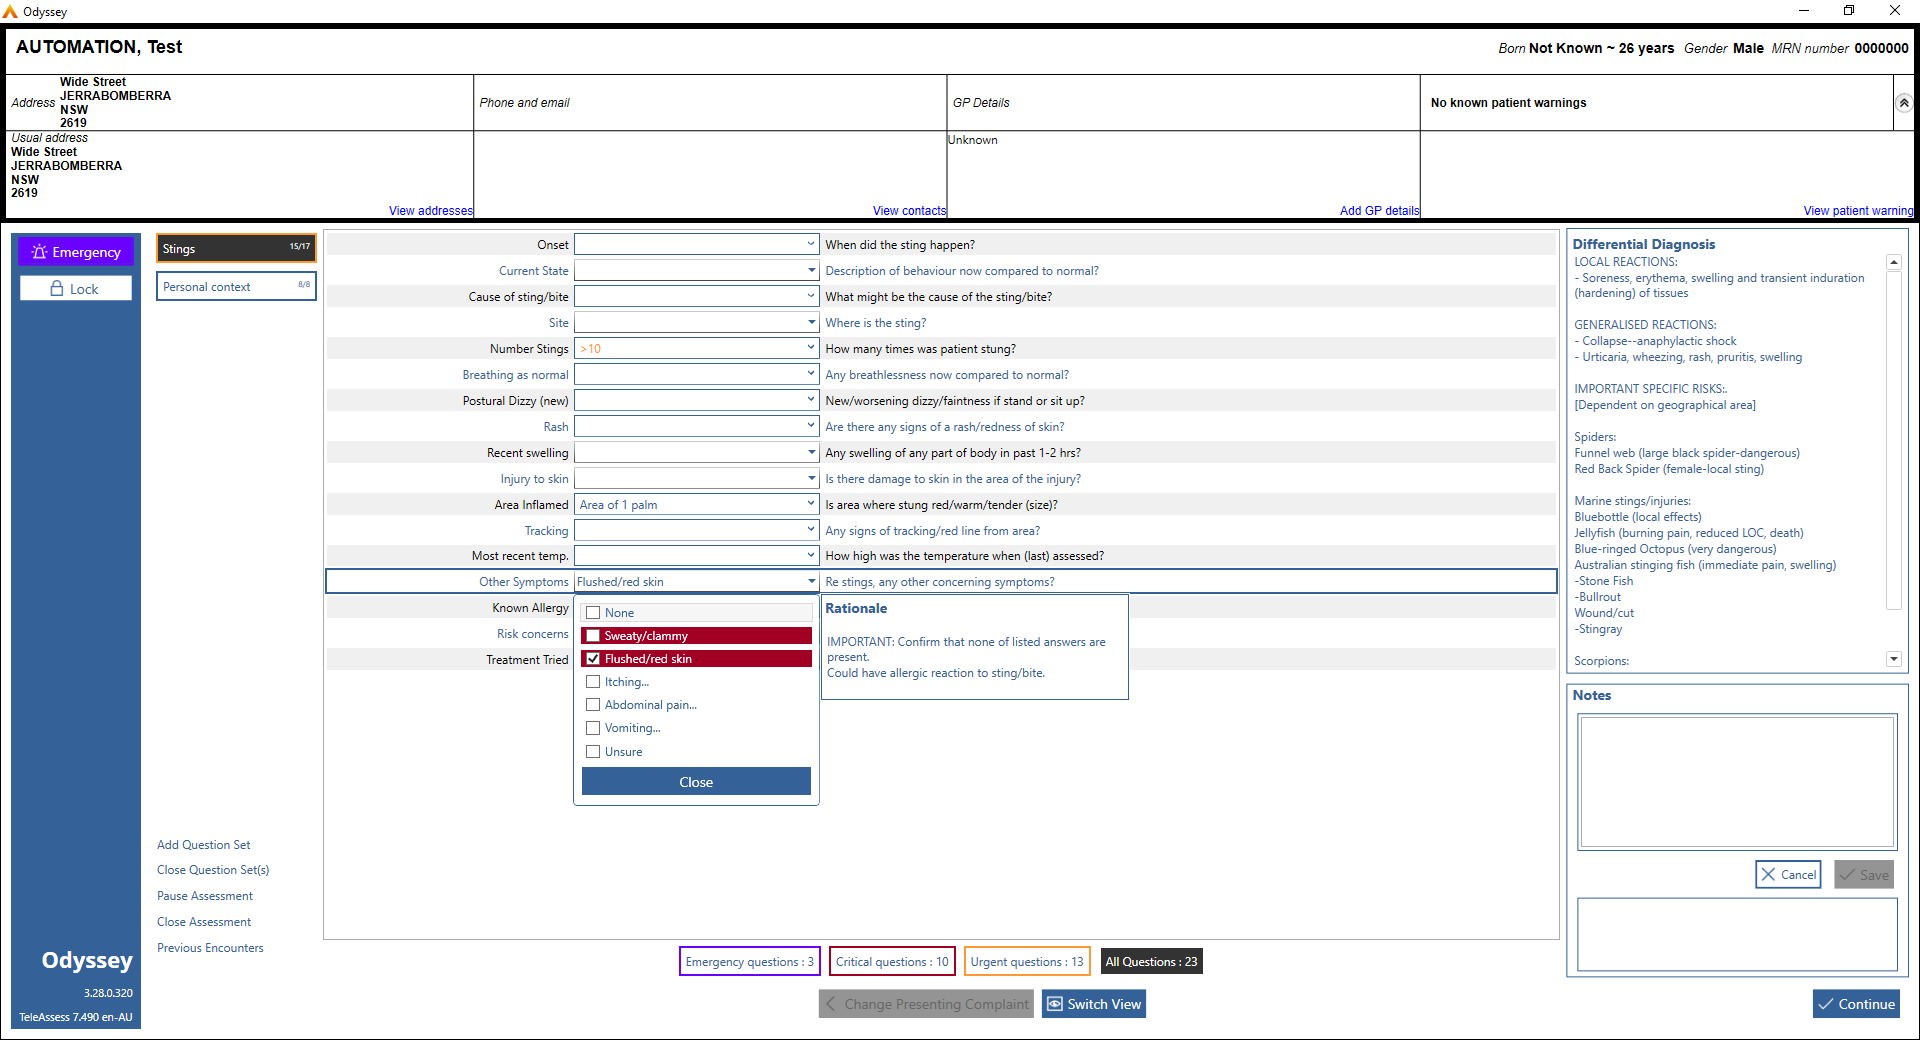 Odyssey
AUTOMATION, Test
Born Not Known ~ 26 years Gender Male MRN number 0000000
Address
Wide Street
JERRABOMBERRA
NSW
2619
Phone and email
GP Details
No known patient warnings
Usual address
Wide Street
JERRABOMBERRA
NSW
2619
Unknown
View addresses
View contacts
Add GP details
View patient warning
Emergency
Lock
Stings 15/17
Personal context 8/8
Onset When did the sting happen?
Current State Description of behaviour now compared to normal?
Cause of sting/bite What might be the cause of the sting/bite?
Site Where is the sting?
Number Stings >10 How many times was patient stung?
Breathing as normal Any breathlessness now compared to normal?
Postural Dizzy (new) New/worsening dizzy/faintness if stand or sit up?
Rash Are there any signs of a rash/redness of skin?
Recent swelling Any swelling of any part of body in past 1-2 hrs?
Injury to skin Is there damage to skin in the area of the injury?
Area Inflamed Area of 1 palm Is area where stung red/warm/tender (size)?
Tracking Any signs of tracking/red line from area?
Most recent temp. How high was the temperature when (last) assessed?
Other Symptoms Flushed/red skin Re stings, any other concerning symptoms?
Known Allergy
Risk concerns
Treatment Tried
None
Sweaty/clammy
Flushed/red skin
Itching...
Abdominal pain...
Vomiting...
Unsure
Close
Rationale
IMPORTANT: Confirm that none of listed answers are
present.
Could have allergic reaction to sting/bite.
Differential Diagnosis
LOCAL REACTIONS:
- Soreness, erythema, swelling and transient induration
(hardening) of tissues
GENERALISED REACTIONS:
- Collapse--anaphylactic shock
- Urticaria, wheezing, rash, pruritis, swelling
IMPORTANT SPECIFIC RISKS:.
[Dependent on geographical area]
Spiders:
Funnel web (large black spider-dangerous)
Red Back Spider (female-local sting)
Marine stings/injuries:
Bluebottle (local effects)
Jellyfish (burning pain, reduced LOC, death)
Blue-ringed Octopus (very dangerous)
Australian stinging fish (immediate pain, swelling)
-Stone Fish
-Bullrout
Wound/cut
-Stingray
Scorpions:
Notes
Cancel
Save
Add Question Set
Close Question Set(s)
Pause Assessment
Close Assessment
Previous Encounters
Odyssey
3.28.0.320
TeleAssess 7.490 en-AU
Emergency questions : 3
Critical questions : 10
Urgent questions : 13
All Questions : 23
Change Presenting Complaint
Switch View
Continue